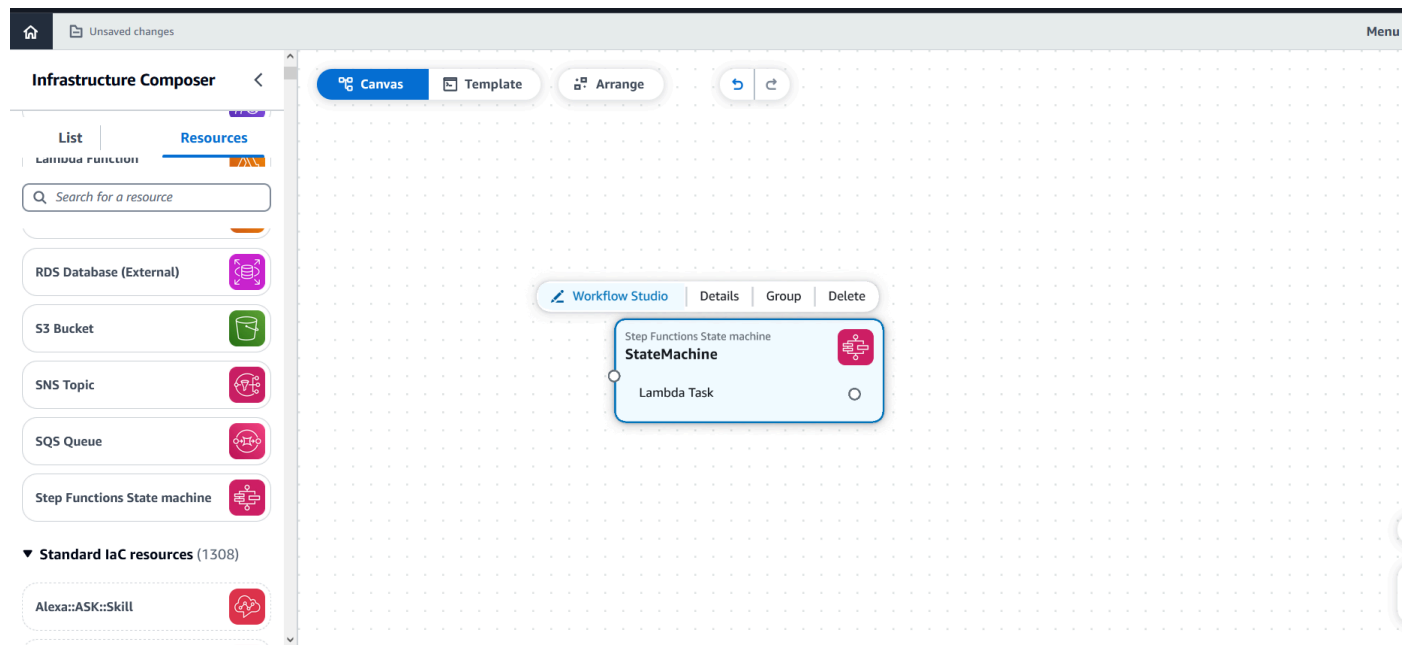 Unsaved changes
Menu
Infrastructure Composer
Canvas
Template
Arrange
List
Resources
Lambda Function
Search for a resource
RDS Database (External)
S3 Bucket
SNS Topic
SQS Queue
Step Functions State machine
Standard IaC resources (1308)
Alexa::ASK::Skill
Workflow Studio
Details
Group
Delete
Step Functions State machine
StateMachine
Lambda Task